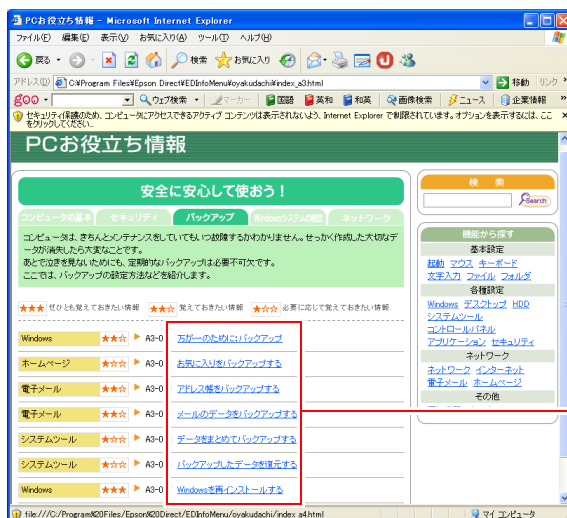 PCお役立ち情報 - Microsoft Internet Explorer
ファイル(F) 編集(E) 表示(V) お気に入り(A) ツール(T) ヘルプ(H)
戻る 検索 お気に入り
アドレス(D) C:¥Program Files¥Epson Direct¥EDInfoMenu¥oyakudachi¥index_a3.html 移動 リンク »
goo ウェブ検索 マーカー 国語 英和 和英 画像検索 ニュース 企業情報 »
セキュリティ保護のため、コンピュータにアクセスできるアクティブ コンテンツは表示されないよう、Internet Explorer で制限されています。オプションを表示するには、ここをクリックしてください...
PCお役立ち情報
安全に安心して使おう！
コンピュータの基本 セキュリティ バックアップ Windowsシステムの設定 ネットワーク
コンピュータは、きちんとメンテナンスをしていてもいつ故障するかわかりません。せっかく作成した大切なデ
ータが消失したら大変なことです。
あとで泣きを見ないためにも、定期的なバックアップは必要不可欠です。
ここでは、バックアップの設定方法などを紹介します。
★★★ ぜひとも覚えておきたい情報 ★★☆ 覚えておきたい情報 ★☆☆ 必要に応じて覚えておきたい情報
Windows ★★☆ A3-0 万が一のために：バックアップ
ホームページ ★☆☆ A3-0 お気に入りをバックアップする
電子メール ★★☆ A3-0 アドレス帳をバックアップする
電子メール ★★☆ A3-0 メールのデータをバックアップする
システムツール ★☆☆ A3-0 データをまとめてバックアップする
システムツール ★☆☆ A3-0 バックアップしたデータを復元する
Windows ★★★ A3-0 Windowsを再インストールする
検 索
Search
機能から探す
基本設定
起動 マウス キーボード
文字入力 ファイル フォルダ
各種設定
Windows デスクトップ HDD
システムツール
コントロールパネル
アプリケーション セキュリティ
ネットワーク
ネットワーク インターネット
電子メール ホームページ
その他
file:///C:/Program%20Files/Epson%20Direct/EDInfoMenu/oyakudachi/index_a4.html マイ コンピュータ